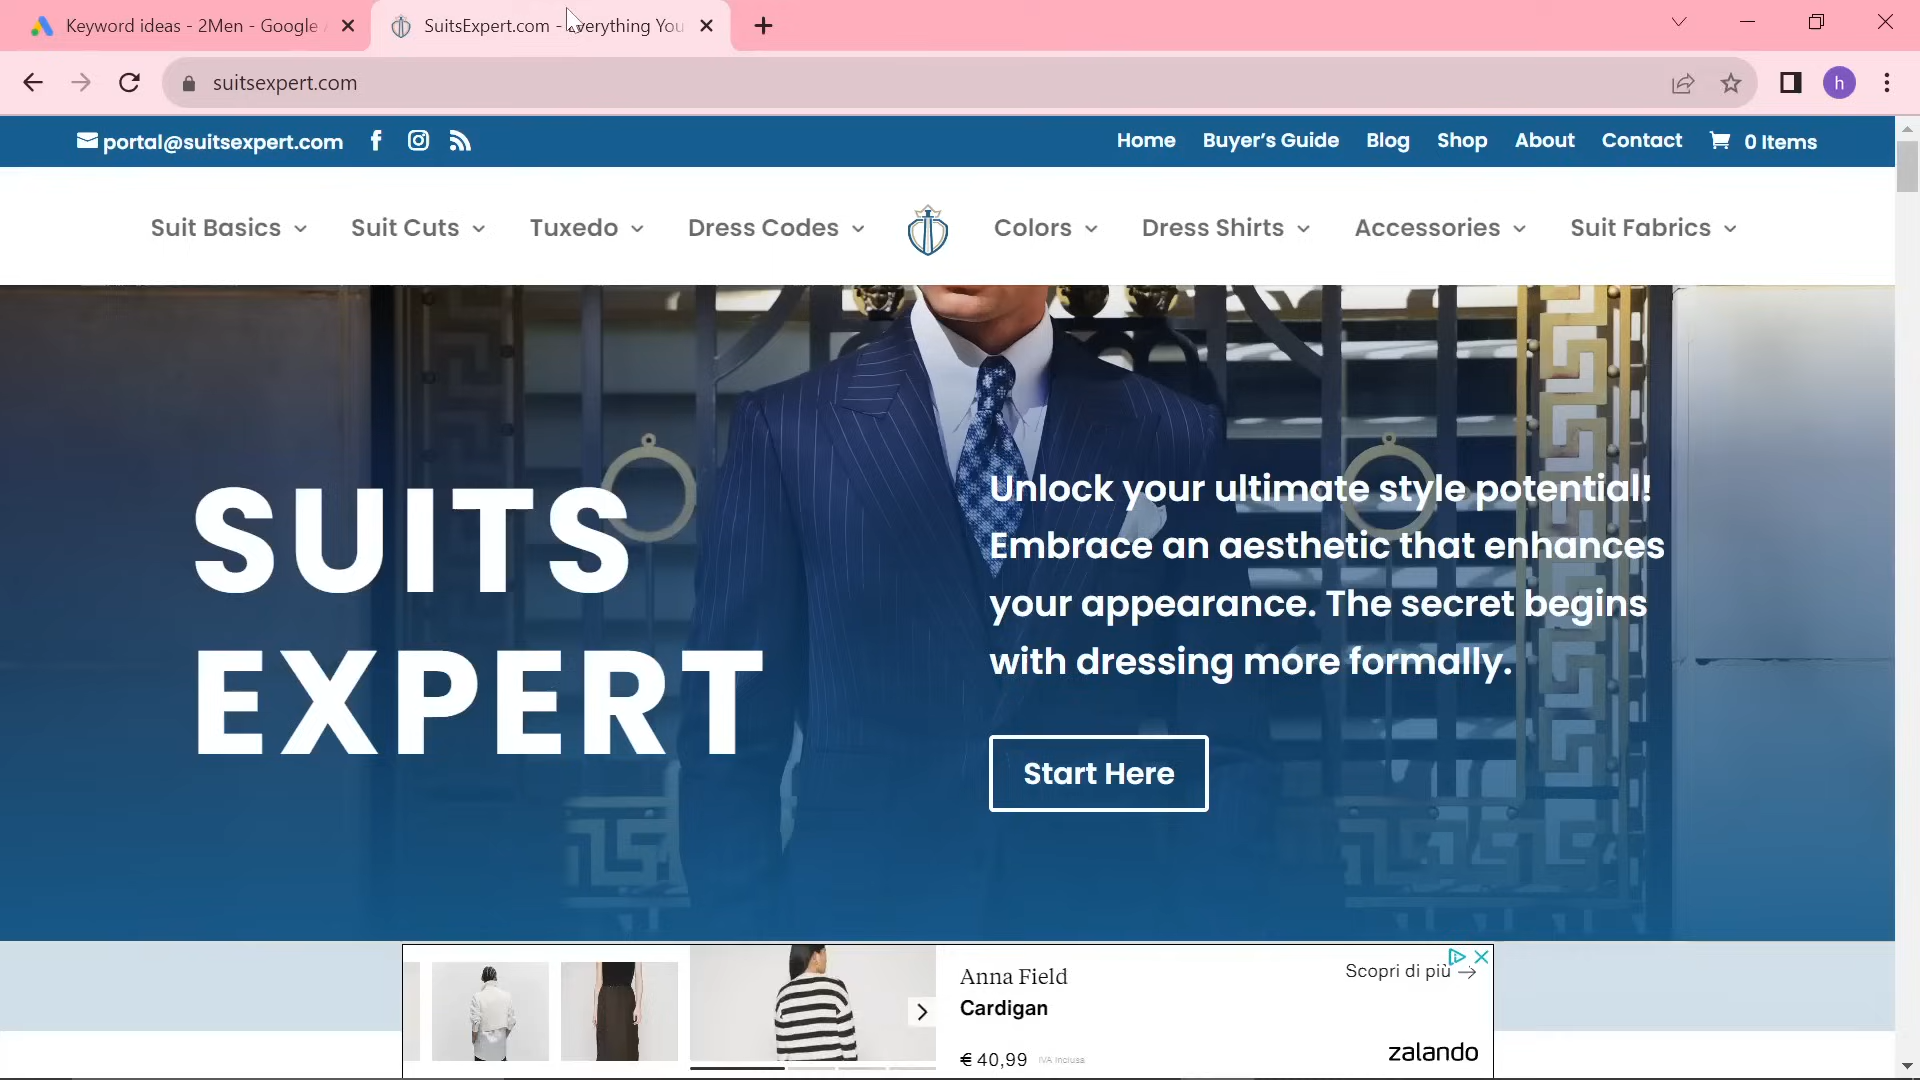 Keyword ideas - 2Men - Google
SuitsExpert.com - Everything You
suitsexpert.com
h
portal@suitsexpert.com
Home Buyer's Guide Blog Shop About Contact 0 Items
Suit Basics Suit Cuts Tuxedo Dress Codes Colors Dress Shirts Accessories Suit Fabrics
SUITS
EXPERT
Unlock your ultimate style potential!
Embrace an aesthetic that enhances
your appearance. The secret begins
with dressing more formally.
Start Here
Anna Field
Cardigan
€ 40,99 IVA inclusa
Scopri di più
zalando